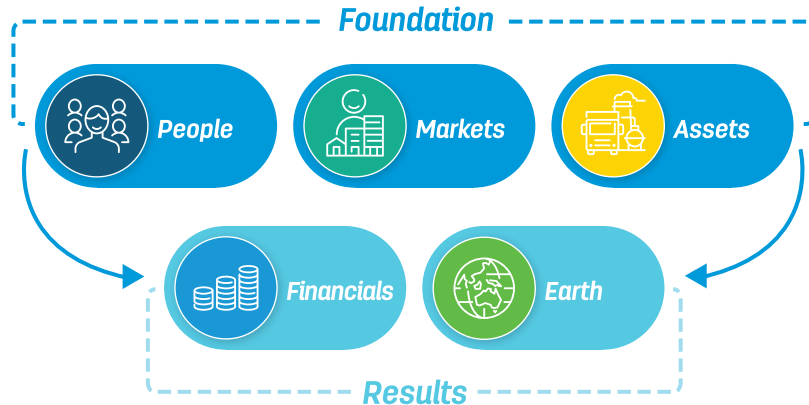 Foundation
People
Markets
Assets
Financials
Earth
Results